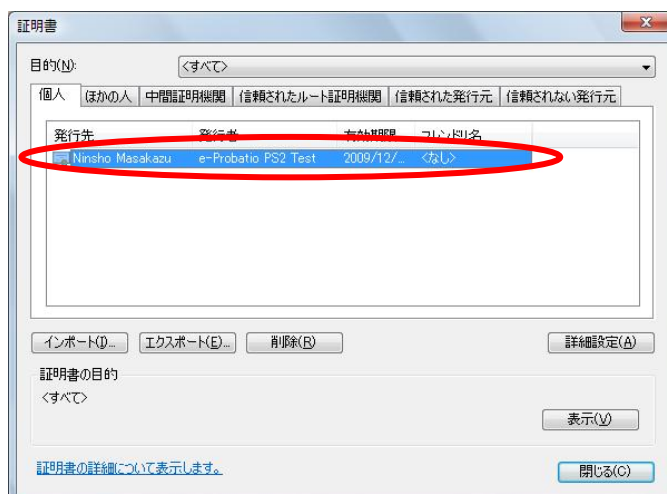 証明書
目的(N): <すべて>
個人 ほかの人 中間証明機関 信頼されたルート証明機関 信頼された発行元 信頼されない発行元
発行先 発行者 有効期限 フレンドリ名
Ninsho Masakazu e-Probatio PS2 Test 2009/12/... <なし>
インポート(I)... エクスポート(E)... 削除(R) 詳細設定(A)
証明書の目的
<すべて>
表示(V)
証明書の詳細について表示します。
閉じる(C)